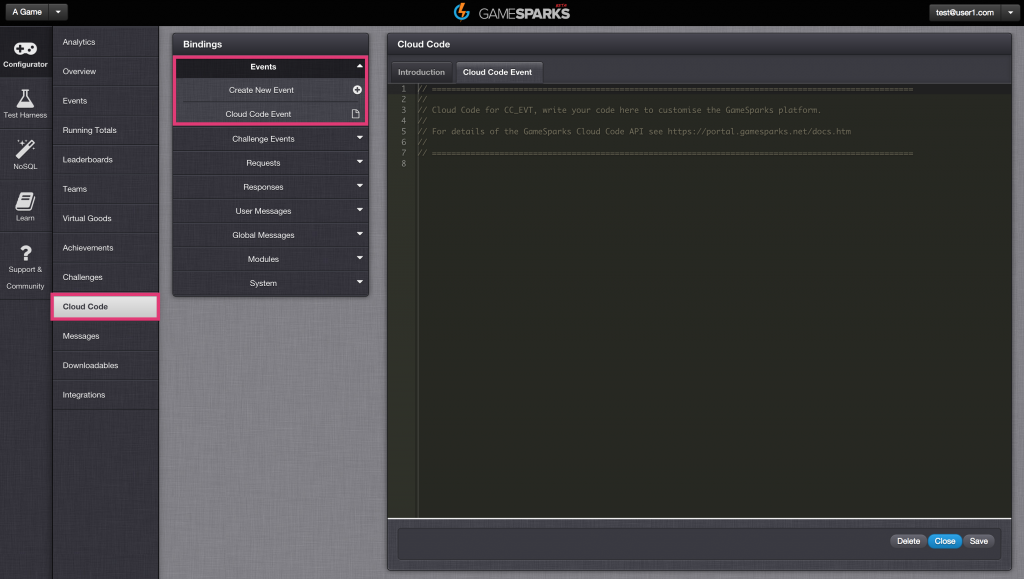 A Game
GAMESPARKS
BETA
test@user1.com
Configurator
Test Harness
NoSQL
Learn
Support &
Community
Analytics
Overview
Events
Running Totals
Leaderboards
Teams
Virtual Goods
Achievements
Challenges
Cloud Code
Messages
Downloadables
Integrations
Bindings
Events
Create New Event
Cloud Code Event
Challenge Events
Requests
Responses
User Messages
Global Messages
Modules
System
Cloud Code
Introduction
Cloud Code Event
1 // ====================================================================================================
2 //
3 // Cloud Code for CC_EVT, write your code here to customise the GameSparks platform.
4 //
5 // For details of the GameSparks Cloud Code API see https://portal.gamesparks.net/docs.htm
6 //
7 // ====================================================================================================
8
Delete
Close
Save